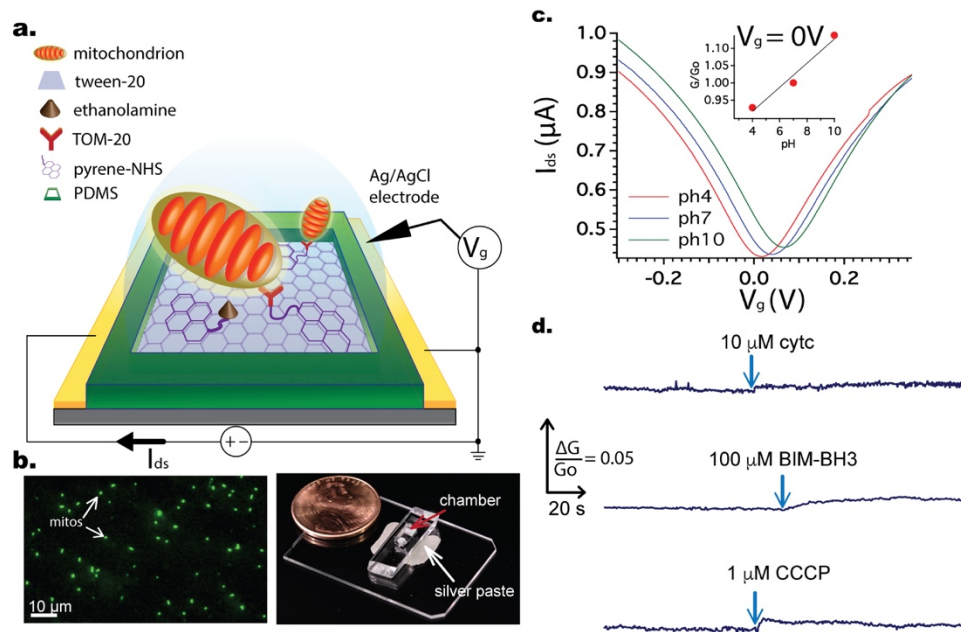 a.
mitochondrion
tween-20
ethanolamine
TOM-20
pyrene-NHS
PDMS
Ag/AgCl
electrode
Vg
+ -
Ids
b.
mitos
10 µm
chamber
silver paste
c.
Vg = 0V
1.10
1.05
1.00
0.95
G/Go
4 6 8 10
pH
1.0
0.9
0.8
0.7
0.6
0.5
Ids (µA)
ph4
ph7
ph10
-0.2 0.0 0.2
Vg (V)
d.
10 µM cytc
ΔG
Go = 0.05
20 s
100 µM BIM-BH3
1 µM CCCP